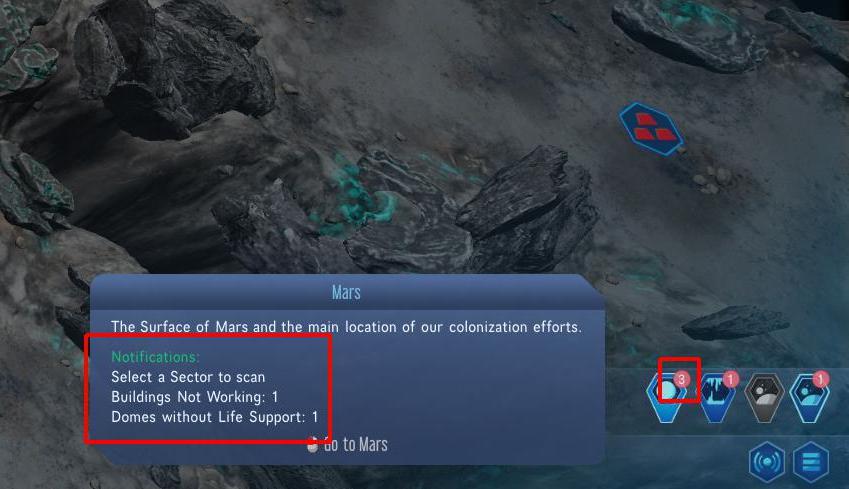 Mars
The Surface of Mars and the main location of our colonization efforts.
Notifications:
Select a Sector to scan
Buildings Not Working: 1
Domes without Life Support: 1
Go to Mars
3
1
1